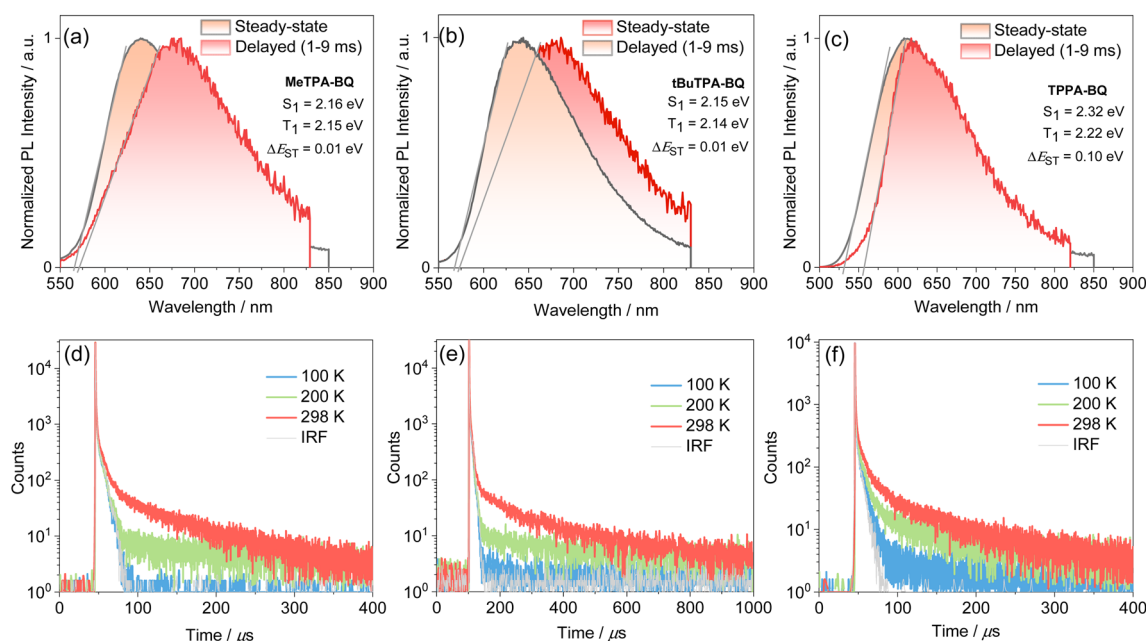 (a)
Steady-state
Delayed (1-9 ms)
MeTPA-BQ
S1 = 2.16 eV
T1 = 2.15 eV
ΔEST = 0.01 eV
Normalized PL Intensity / a.u.
1
0
550 600 650 700 750 800 850 900
Wavelength / nm
(b)
Steady-state
Delayed (1-9 ms)
tBuTPA-BQ
S1 = 2.15 eV
T1 = 2.14 eV
ΔEST = 0.01 eV
Normalized PL Intensity / a.u.
1
0
550 600 650 700 750 800 850 900
Wavelength / nm
(c)
Steady-state
Delayed (1-9 ms)
TPPA-BQ
S1 = 2.32 eV
T1 = 2.22 eV
ΔEST = 0.10 eV
Normalized PL Intensity / a.u.
1
0
500 550 600 650 700 750 800 850 900
Wavelength / nm
(d)
100 K
200 K
298 K
IRF
Counts
10^4
10^3
10^2
10^1
10^0
0 100 200 300 400
Time / μs
(e)
100 K
200 K
298 K
IRF
Counts
10^4
10^3
10^2
10^1
10^0
0 200 400 600 800 1000
Time / μs
(f)
100 K
200 K
298 K
IRF
Counts
10^4
10^3
10^2
10^1
10^0
0 100 200 300 400
Time / μs